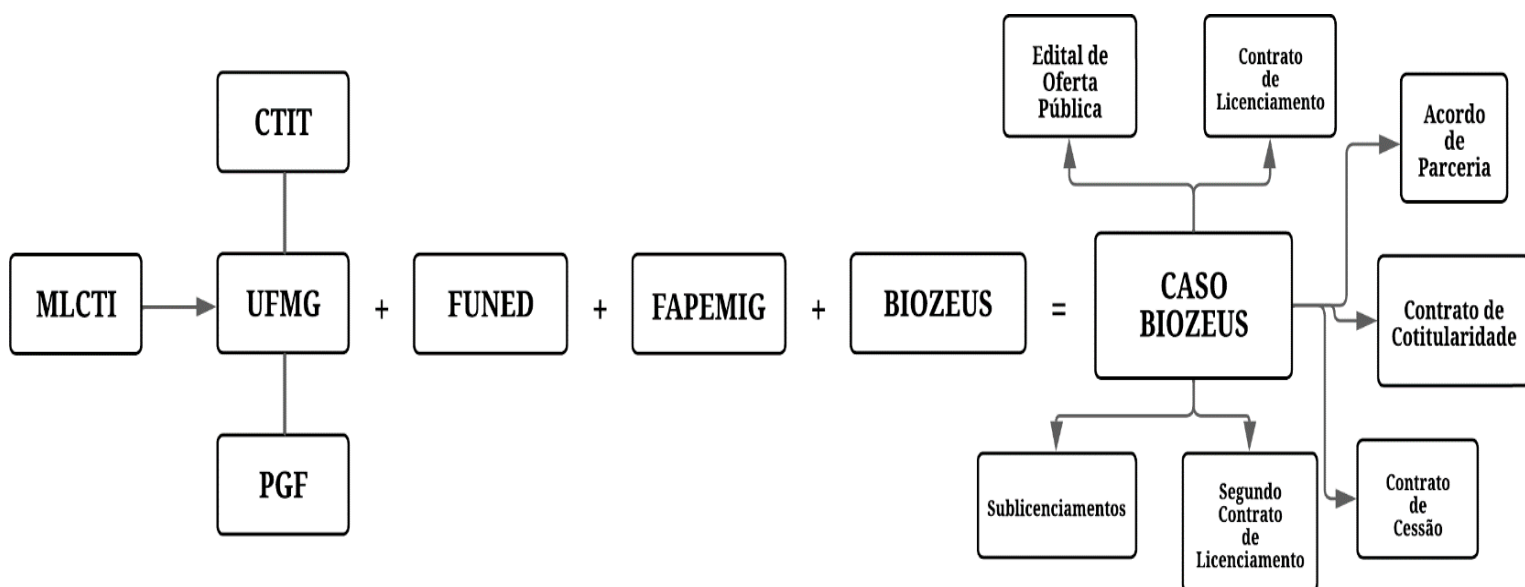 CTIT
MLCTI
UFMG
+
FUNED
+
FAPEMIG
+
BIOZEUS
=
PGF
CASO
BIOZEUS
Edital de
Oferta
Pública
Contrato
de
Licenciamento
Acordo
de
Parceria
Contrato de
Cotitularidade
Contrato
de
Cessão
Segundo
Contrato
de
Licenciamento
Sublicenciamentos